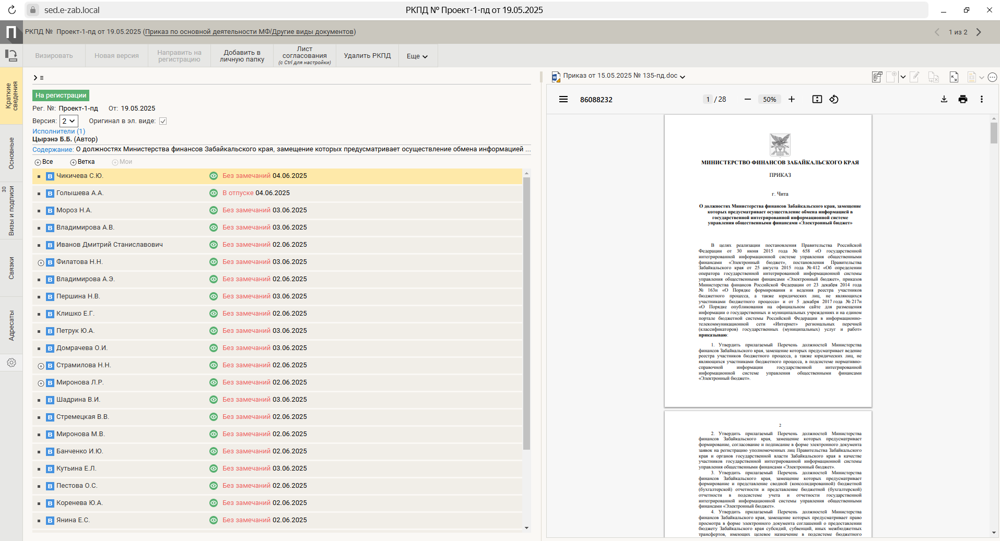 sed.e-zab.local
РКПД № Проект-1-пд от 19.05.2025
П
РКПД № Проект-1-пд от 19.05.2025 (Приказ по основной деятельности МФ/Другие виды документов)
1 из 2
Визировать
Новая версия
Направить на
регистрацию
Добавить в
личную папку
Лист
согласования
(с Ctrl для настройки)
Удалить РКПД
Еще
Краткие
сведения
Основные
30
Визы и подписи
Связки
Адресаты
На регистрации
Рег. №: Проект-1-пд От: 19.05.2025
Версия: 2 Оригинал в эл. виде:
Исполнители (1)
Цырэнэ Б.Б. (Автор)
Содержание: О должностях Министерства финансов Забайкальского края, замещение которых предусматривает осуществление обмена информацией ...
Все Ветка Мои
В Чикичева С.Ю. Без замечаний 04.06.2025
В Голышева А.А. В отпуске 04.06.2025
В Мороз Н.А. Без замечаний 03.06.2025
В Владимирова А.В. Без замечаний 03.06.2025
В Иванов Дмитрий Станиславович Без замечаний 02.06.2025
В Филатова Н.Н. Без замечаний 03.06.2025
В Владимирова А.Э. Без замечаний 02.06.2025
В Першина Н.В. Без замечаний 03.06.2025
В Клишко Е.Г. Без замечаний 02.06.2025
В Петрук Ю.А. Без замечаний 03.06.2025
В Домрачева О.И. Без замечаний 03.06.2025
В Страмилова Н.Н. Без замечаний 02.06.2025
В Миронова Л.Р. Без замечаний 02.06.2025
В Шадрина В.И. Без замечаний 03.06.2025
В Стремецкая В.В. Без замечаний 02.06.2025
В Миронова М.В. Без замечаний 02.06.2025
В Банченко И.Ю. Без замечаний 02.06.2025
В Кутьина Е.Л. Без замечаний 03.06.2025
В Пестова О.С. Без замечаний 02.06.2025
В Коренева Ю.А. Без замечаний 02.06.2025
В Янина Е.С. Без замечаний 02.06.2025
Приказ от 15.05.2025 № 135-пд.doc
86088232
1 / 28
50%
МИНИСТЕРСТВО ФИНАНСОВ ЗАБАЙКАЛЬСКОГО КРАЯ
ПРИКАЗ
г. Чита
О должностях Министерства финансов Забайкальского края, замещение
которых предусматривает осуществление обмена информацией в
государственной интегрированной информационной системе
управления общественными финансами «Электронный бюджет»
В целях реализации постановления Правительства Российской
Федерации от 30 июня 2015 года № 658 «О государственной
интегрированной информационной системе управления общественными
финансами «Электронный бюджет», постановления Правительства
Забайкальского края от 25 августа 2015 года № 412 «Об определении
оператора государственной интегрированной информационной системы
управления общественными финансами «Электронный бюджет», приказов
Министерства финансов Российской Федерации от 23 декабря 2014 года
№ 163н «О Порядке формирования и ведения реестра участников
бюджетного процесса, а также юридических лиц, не являющихся
участниками бюджетного процесса» и от 5 декабря 2017 года № 217н
«О Порядке опубликования на официальном сайте для размещения
информации о государственных и муниципальных учреждениях и на едином
портале бюджетной системы Российской Федерации в информационно-
телекоммуникационной сети «Интернет» региональных перечней
(классификаторов) государственных (муниципальных) услуг и работ»
приказываю:
1. Утвердить прилагаемый Перечень должностей Министерства
финансов Забайкальского края, замещение которых предусматривает ведение
реестра участников бюджетного процесса, а также юридических лиц, не
являющихся участниками бюджетного процесса, в подсистеме нормативно-
справочной информации государственной интегрированной
информационной системе управления общественными финансами
«Электронный бюджет».
2
2. Утвердить прилагаемый Перечень должностей Министерства
финансов Забайкальского края, замещение которых предусматривает
формирование, согласование и подписание в форме электронного документа
заявок на регистрацию уполномоченных лиц Правительства Забайкальского
края и органов государственной власти Забайкальского края в качестве
участников государственной интегрированной информационной системы
управления общественными финансами «Электронный бюджет».
3. Утвердить прилагаемый Перечень должностей Министерства
финансов Забайкальского края, замещение которых предусматривает
формирование и представление сводной (консолидированной) бюджетной
(бухгалтерской) отчетности и представление бюджетной (бухгалтерской)
отчетности в подсистеме учета и отчетности государственной
интегрированной информационной системы управления общественными
финансами «Электронный бюджет».
4. Утвердить прилагаемый Перечень должностей Министерства
финансов Забайкальского края, замещение которых предусматривает право
просмотра в форме электронного документа соглашений о предоставлении
бюджету Забайкальского края субсидий, субвенций, иных межбюджетных
трансфертов, имеющих целевое назначение в подсистеме бюджетного